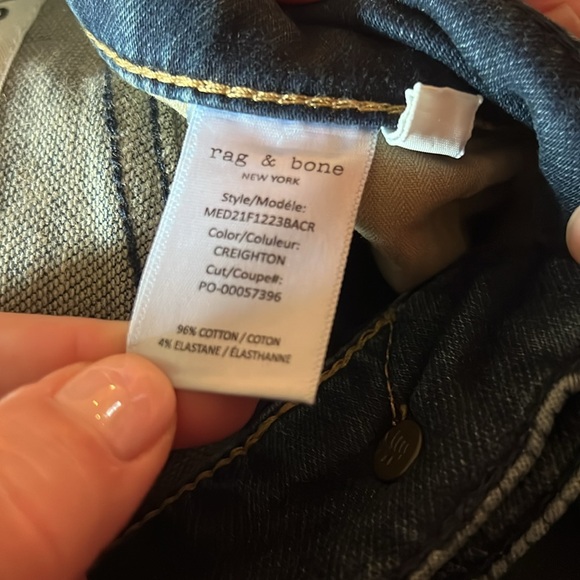 rag & bone
NEW YORK
Style/Modéle:
MED21F1223BACR
Color/Coluleur:
CREIGHTON
Cut/Coupe#:
PO-00057396
96% COTTON / COTON
4% ELASTANE / ÉLASTHANNE